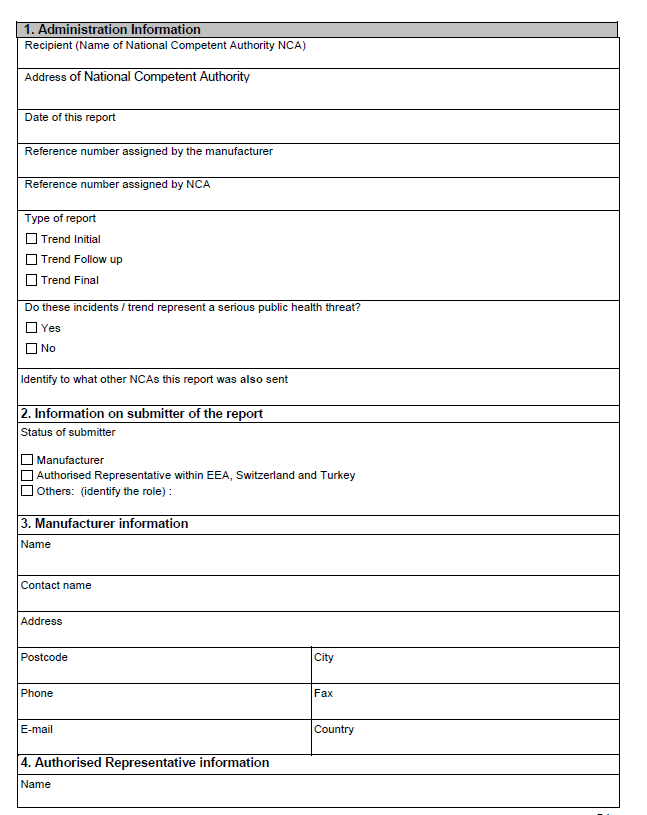 1. Administration Information
Recipient (Name of National Competent Authority NCA)
Address of National Competent Authority
Date of this report
Reference number assigned by the manufacturer
Reference number assigned by NCA
Type of report
Trend Initial
Trend Follow up
Trend Final
Do these incidents / trend represent a serious public health threat?
Yes
No
Identify to what other NCAs this report was also sent
2. Information on submitter of the report
Status of submitter
Manufacturer
Authorised Representative within EEA, Switzerland and Turkey
Others: (identify the role) :
3. Manufacturer information
Name
Contact name
Address
Postcode City
Phone Fax
E-mail Country
4. Authorised Representative information
Name